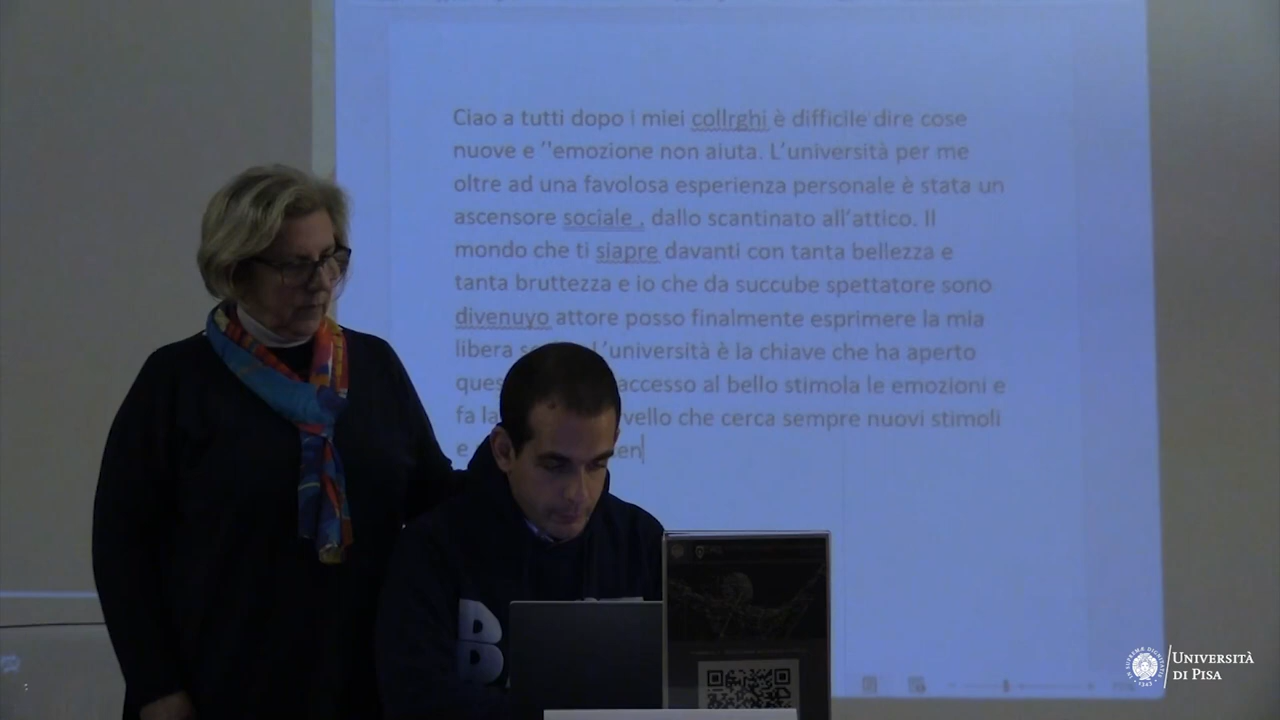 Ciao a tutti dopo i miei collrghi è difficile dire cose
nuove e "emozione non aiuta. L'università per me
oltre ad una favolosa esperienza personale è stata un
ascensore sociale , dallo scantinato all'attico. Il
mondo che ti siapre davanti con tanta bellezza e
tanta bruttezza e io che da succube spettatore sono
divenuyo attore posso finalmente esprimere la mia
libera L'università è la chiave che ha aperto
accesso al bello stimola le emozioni e
fa che cerca sempre nuovi stimoli
e
UNIVERSITÀ
DI PISA